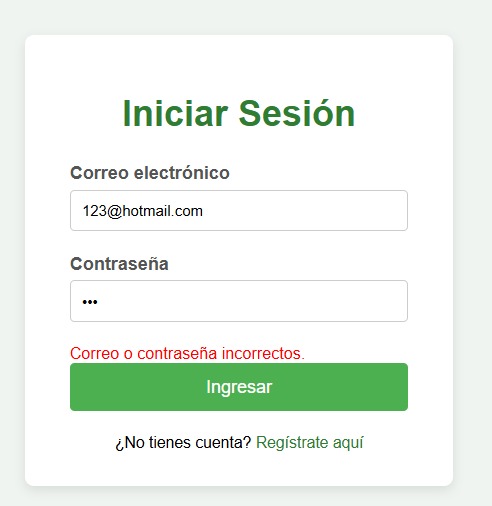 Iniciar Sesión
Correo electrónico
123@hotmail.com
Contraseña
•••
Correo o contraseña incorrectos.
Ingresar
¿No tienes cuenta? Regístrate aquí